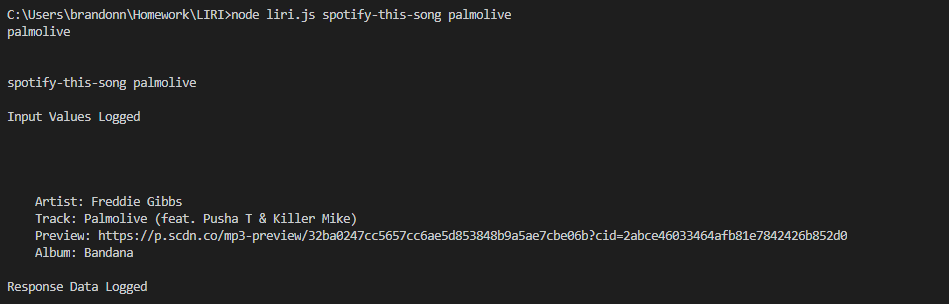 C:\Users\brandonn\Homework\LIRI>node liri.js spotify-this-song palmolive
palmolive
spotify-this-song palmolive
Input Values Logged
Artist: Freddie Gibbs
Track: Palmolive (feat. Pusha T & Killer Mike)
Preview: https://p.scdn.co/mp3-preview/32ba0247cc5657cc6ae5d853848b9a5ae7cbe06b?cid=2abce46033464afb81e7842426b852d0
Album: Bandana
Response Data Logged